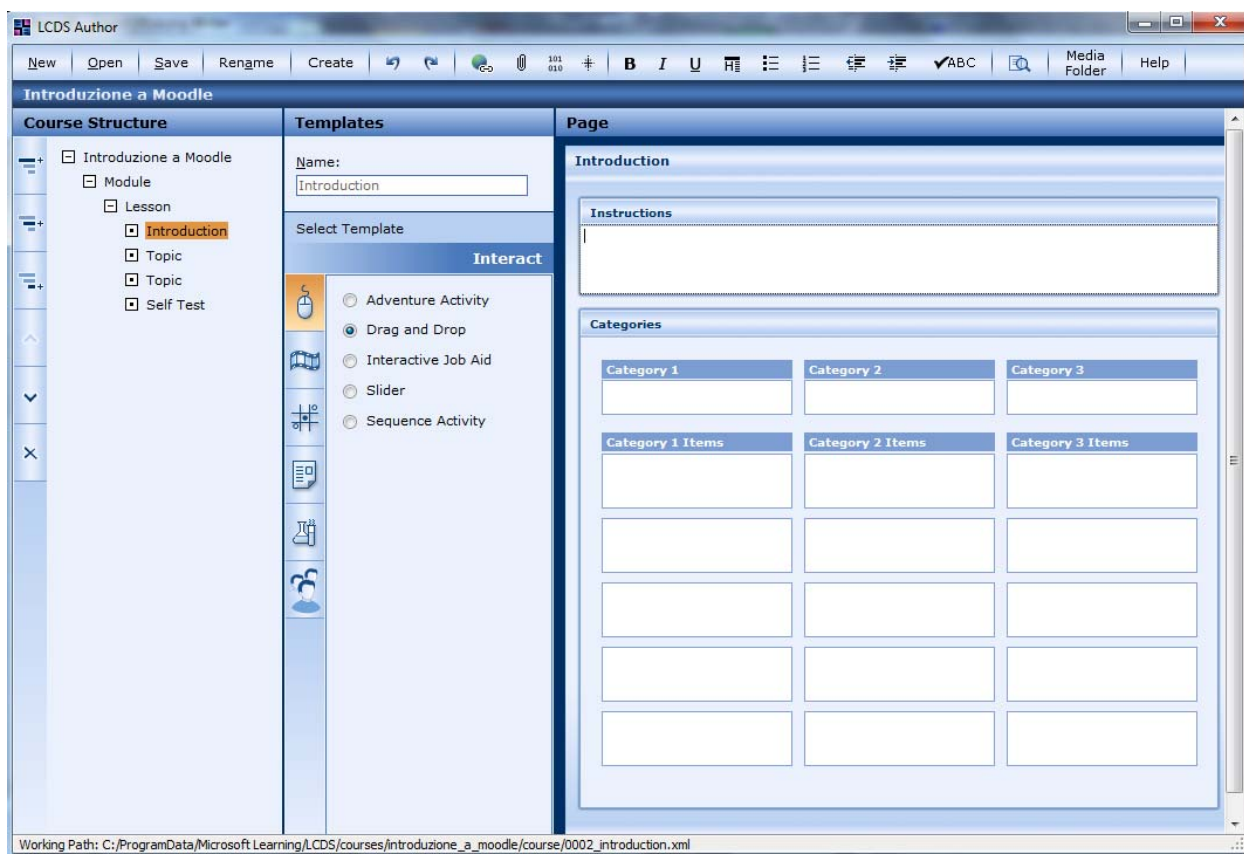 LCDS Author
New Open Save Rename Create 101 010 B I U ABC Media Folder Help
Introduzione a Moodle
Course Structure
Introduzione a Moodle
Module
Lesson
Introduction
Topic
Topic
Self Test
Templates
Name:
Introduction
Select Template
Interact
Adventure Activity
Drag and Drop
Interactive Job Aid
Slider
Sequence Activity
Page
Introduction
Instructions
Categories
Category 1 Category 2 Category 3
Category 1 Items Category 2 Items Category 3 Items
Working Path: C:/ProgramData/Microsoft Learning/LCDS/courses/introduzione_a_moodle/course/0002_introduction.xml